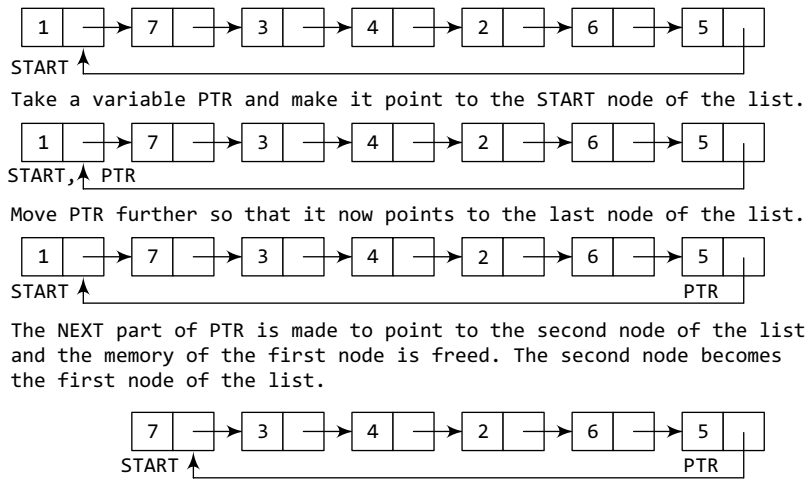 1 7 3 4 2 6 5
START
Take a variable PTR and make it point to the START node of the list.
1 7 3 4 2 6 5
START, PTR
Move PTR further so that it now points to the last node of the list.
1 7 3 4 2 6 5
START PTR
The NEXT part of PTR is made to point to the second node of the list
and the memory of the first node is freed. The second node becomes
the first node of the list.
7 3 4 2 6 5
START PTR